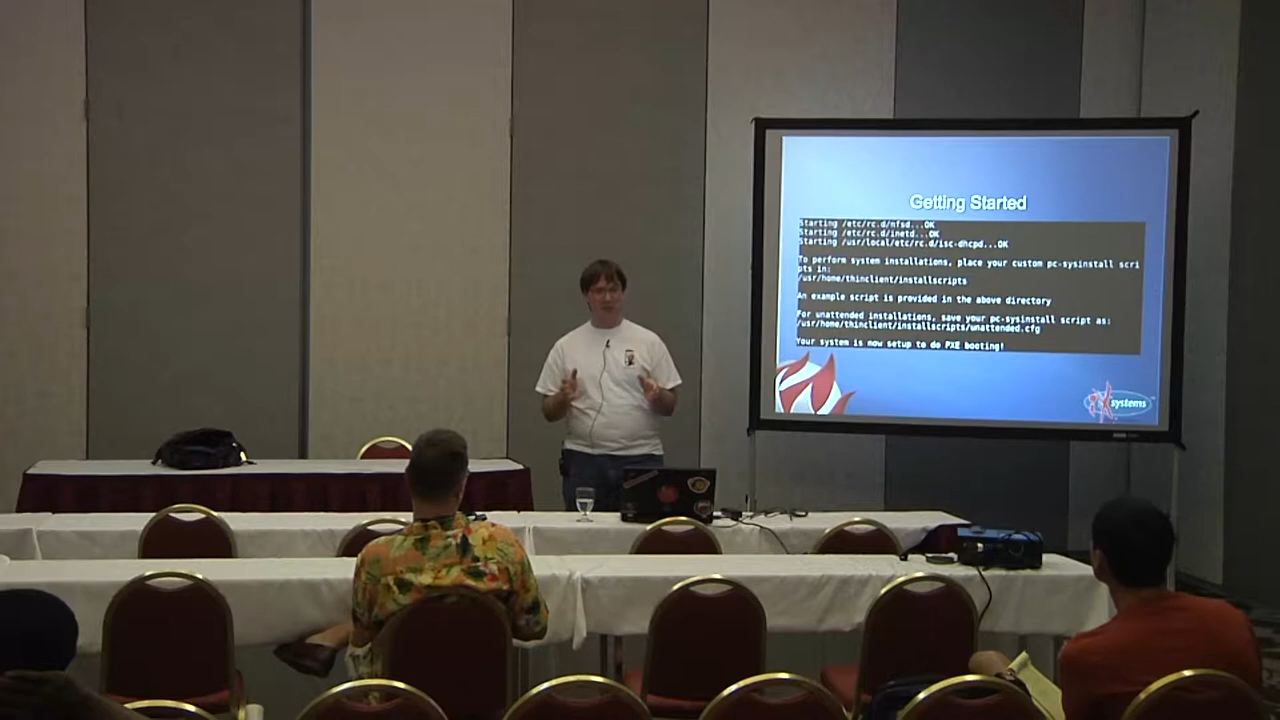 Getting Started
Starting /etc/rc.d/nfsd...OK
Starting /etc/rc.d/inetd...OK
Starting /usr/local/etc/rc.d/isc-dhcpd...OK
To perform system installations, place your custom pc-sysinstall scri
pts in:
/usr/home/thinclient/installscripts
An example script is provided in the above directory
For unattended installations, save your pc-sysinstall script as:
/usr/home/thinclient/installscripts/unattended.cfg
Your system is now setup to do PXE booting!
systems